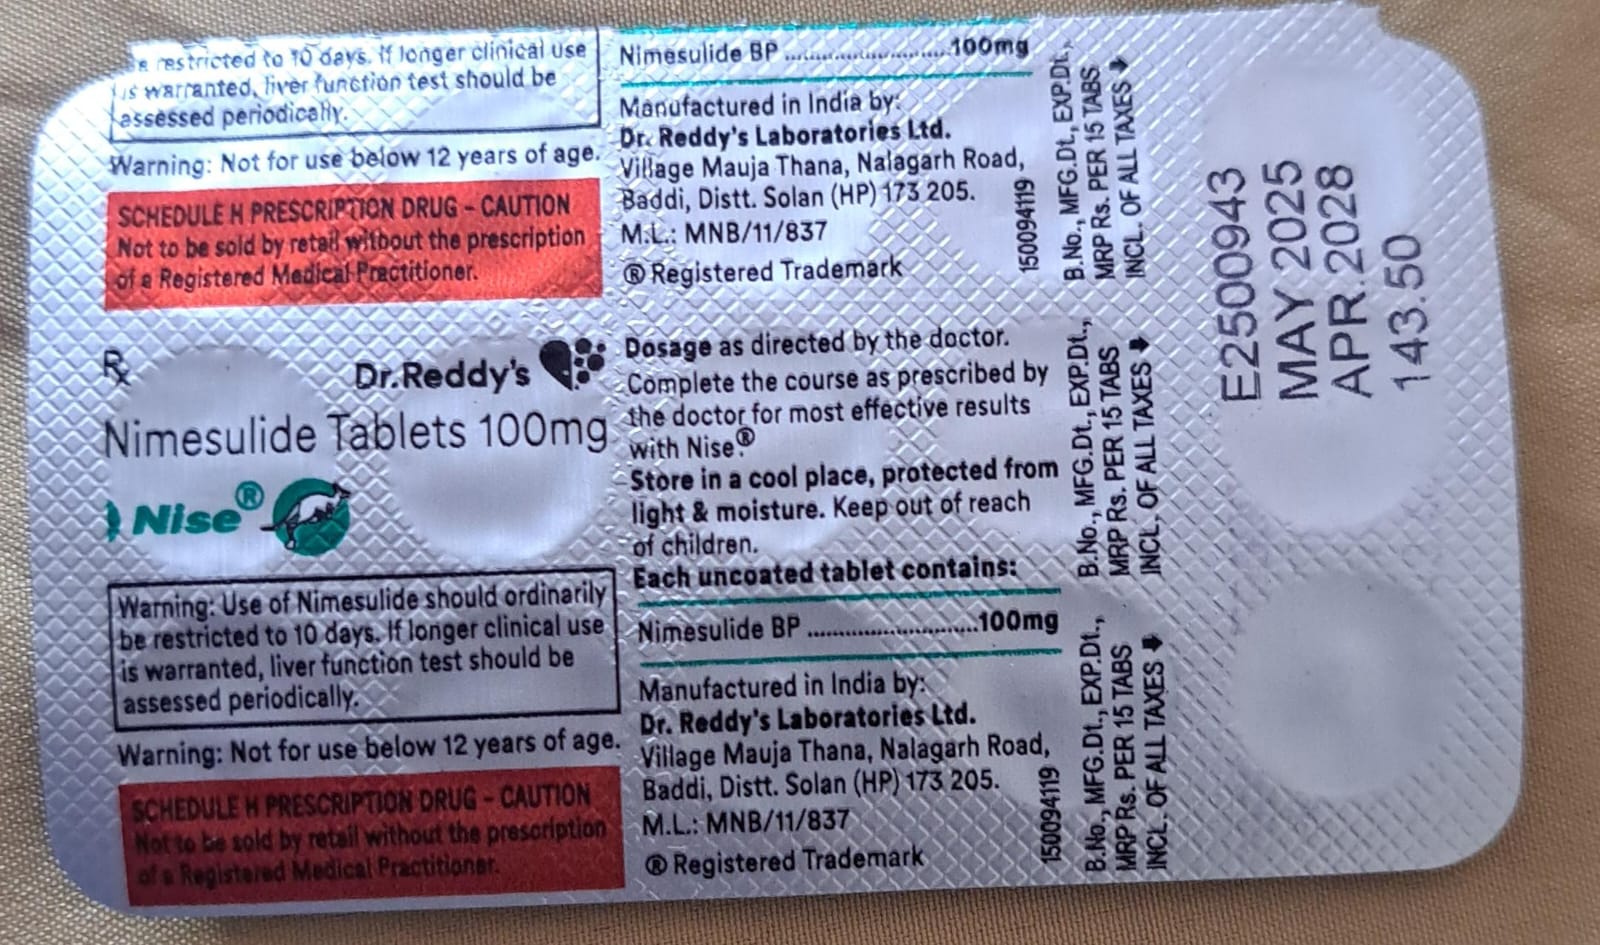 be restricted to 10 days. If longer clinical use
is warranted, liver function test should be
assessed periodically.
Warning: Not for use below 12 years of age.
SCHEDULE H PRESCRIPTION DRUG - CAUTION
Not to be sold by retail without the prescription
of a Registered Medical Practitioner.
Rx
Dr.Reddy's
Nimesulide Tablets 100mg
Nise®
Warning: Use of Nimesulide should ordinarily
be restricted to 10 days. If longer clinical use
is warranted, liver function test should be
assessed periodically.
Warning: Not for use below 12 years of age.
SCHEDULE H PRESCRIPTION DRUG - CAUTION
Not to be sold by retail without the prescription
of a Registered Medical Practitioner.
Nimesulide BP ............................100mg
Manufactured in India by:
Dr. Reddy's Laboratories Ltd.
Village Mauja Thana, Nalagarh Road,
Baddi, Distt. Solan (HP) 173 205.
M.L.: MNB/11/837
® Registered Trademark
Dosage as directed by the doctor.
Complete the course as prescribed by
the doctor for most effective results
with Nise®.
Store in a cool place, protected from
light & moisture. Keep out of reach
of children.
Each uncoated tablet contains:
Nimesulide BP ............................100mg
Manufactured in India by:
Dr. Reddy's Laboratories Ltd.
Village Mauja Thana, Nalagarh Road,
Baddi, Distt. Solan (HP) 173 205.
M.L.: MNB/11/837
® Registered Trademark
150094119
150094119
B.No., MFG.Dt., EXP.Dt.,
MRP Rs. PER 15 TABS
INCL. OF ALL TAXES
B.No., MFG.Dt., EXP.Dt.,
MRP Rs. PER 15 TABS
INCL. OF ALL TAXES
B.No., MFG.Dt., EXP.Dt.,
MRP Rs. PER 15 TABS
INCL. OF ALL TAXES
E2500943
MAY 2025
APR.2028
143.50